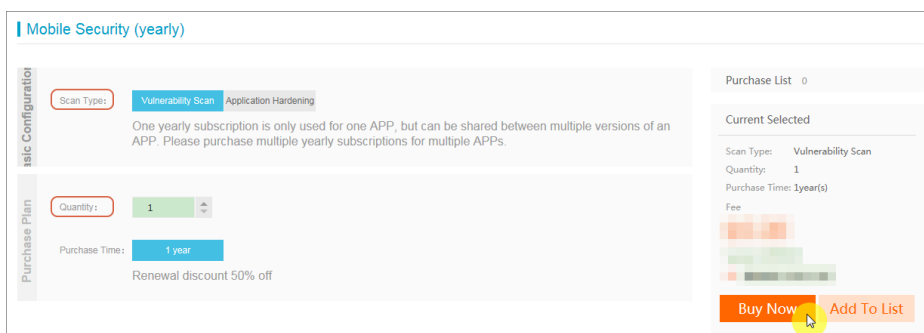 Mobile Security (yearly)
asic Configuration
Scan Type:
Vulnerability Scan
Application Hardening
One yearly subscription is only used for one APP, but can be shared between multiple versions of an
APP. Please purchase multiple yearly subscriptions for multiple APPs.
Purchase Plan
Quantity:
1
Purchase Time:
1 year
Renewal discount 50% off
Purchase List 0
Current Selected
Scan Type: Vulnerability Scan
Quantity: 1
Purchase Time: 1year(s)
Fee
Buy Now
Add To List